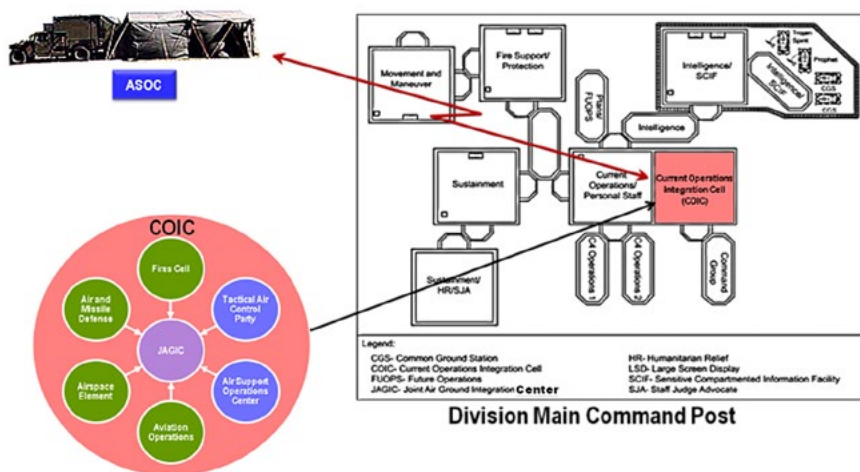 ASOC
Movement and
Maneuver
Fire Support/
Protection
Intelligence/
SCIF
Intelligence/
SCIF
Trojan
Spirit
Prophet
CGS
CGS
Plans/
FUOPS
Intelligence
Sustainment
Current
Operations/
Personal Staff
Current Operations
Integration Cell
(COIC)
Sustainment/
HR/SJA
C4 Operations 1
C4 Operations 2
Command
Group
COIC
Fires Cell
Air and
Missile
Defense
Tactical Air
Control
Party
JAGIC
Airspace
Element
Air Support
Operations
Center
Aviation
Operations
Legend:
CGS- Common Ground Station
COIC- Current Operations Integration Cell
FUOPS- Future Operations
JAGIC- Joint Air Ground Integration Center
HR- Humanitarian Relief
LSD- Large Screen Display
SCIF- Sensitive Compartmented Information Facility
SJA- Staff Judge Advocate
Division Main Command Post